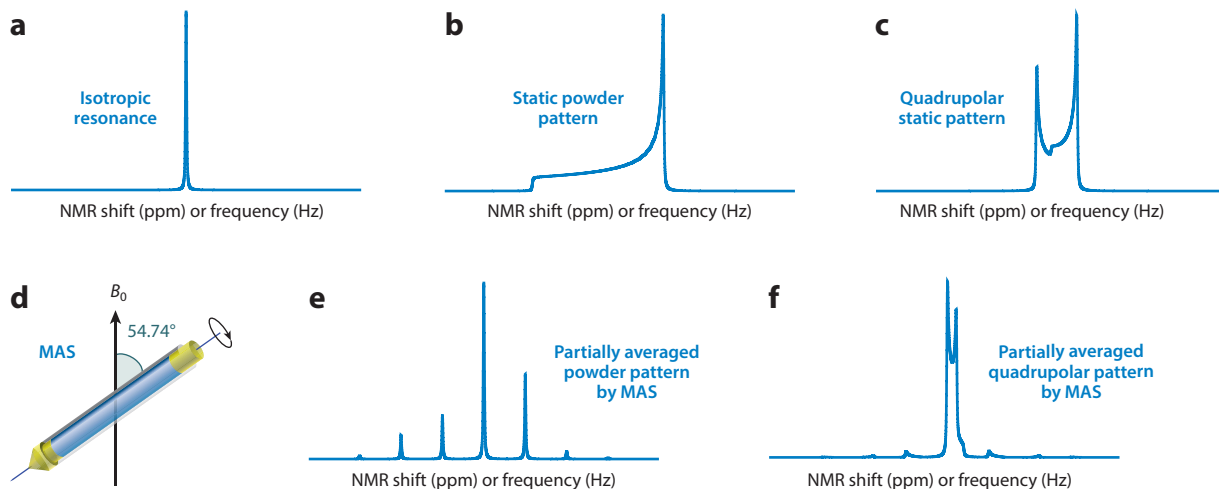 a
Isotropic
resonance
NMR shift (ppm) or frequency (Hz)
b
Static powder
pattern
NMR shift (ppm) or frequency (Hz)
c
Quadrupolar
static pattern
NMR shift (ppm) or frequency (Hz)
d
B0
54.74°
MAS
e
Partially averaged
powder pattern
by MAS
NMR shift (ppm) or frequency (Hz)
f
Partially averaged
quadrupolar pattern
by MAS
NMR shift (ppm) or frequency (Hz)